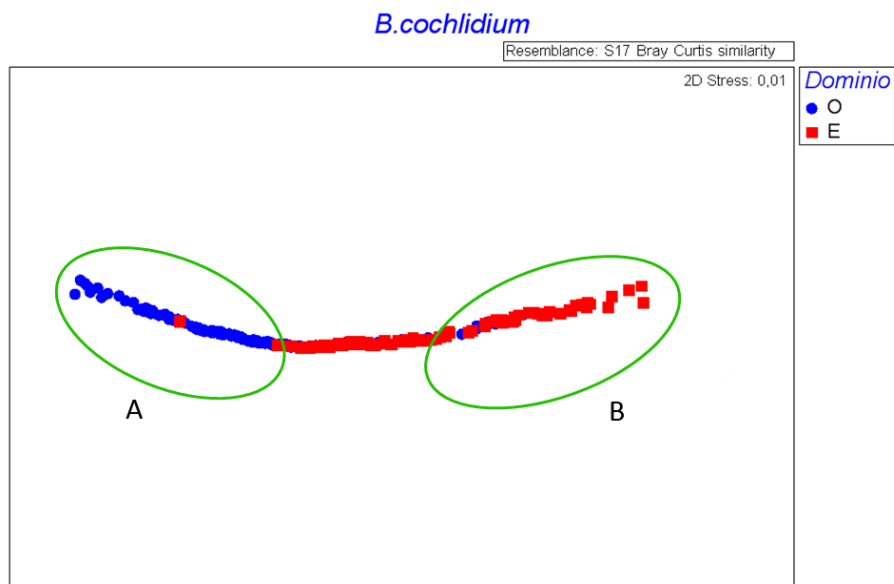 B.cochlidium
Resemblance: S17 Bray Curtis similarity
2D Stress: 0,01
Dominio
O
E
A
B